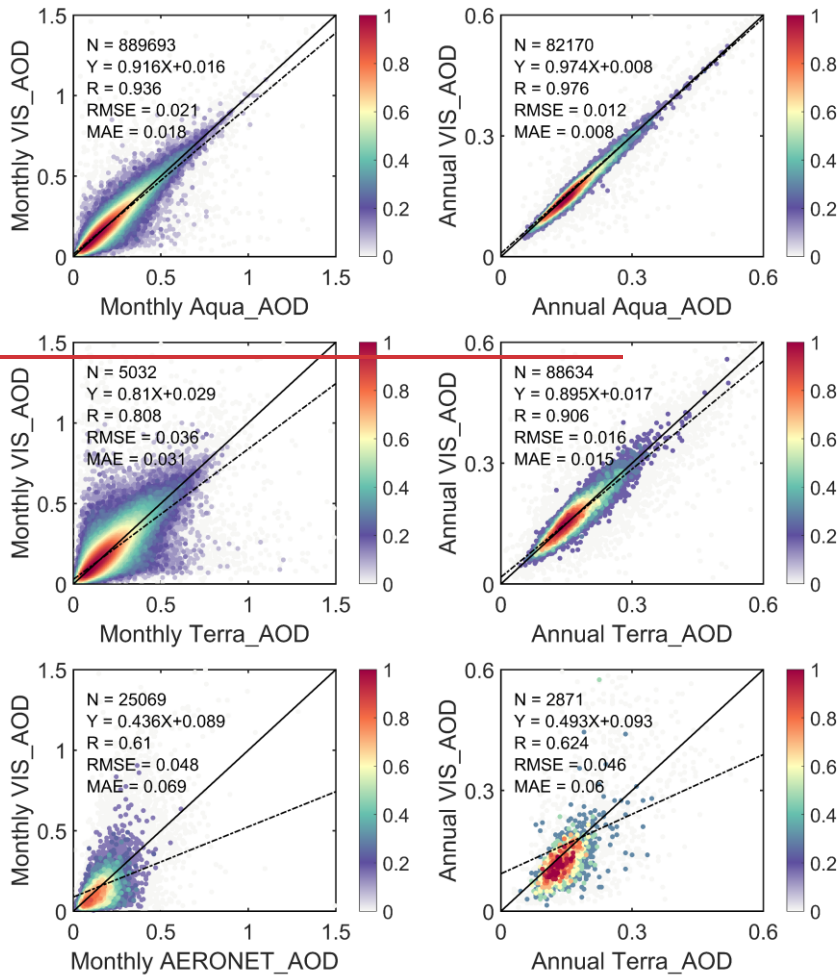 Monthly VIS_AOD
1.5
1
0.5
0
N = 889693
Y = 0.916X+0.016
R = 0.936
RMSE = 0.021
MAE = 0.018
0 0.5 1 1.5
Monthly Aqua_AOD
1
0.8
0.6
0.4
0.2
0
Annual VIS_AOD
0.6
0.3
0
N = 82170
Y = 0.974X+0.008
R = 0.976
RMSE = 0.012
MAE = 0.008
0 0.3 0.6
Annual Aqua_AOD
1
0.8
0.6
0.4
0.2
0
Monthly VIS_AOD
1.5
1
0.5
0
N = 5032
Y = 0.81X+0.029
R = 0.808
RMSE = 0.036
MAE = 0.031
0 0.5 1 1.5
Monthly Terra_AOD
1
0.8
0.6
0.4
0.2
0
Annual VIS_AOD
0.6
0.3
0
N = 88634
Y = 0.895X+0.017
R = 0.906
RMSE = 0.016
MAE = 0.015
0 0.3 0.6
Annual Terra_AOD
1
0.8
0.6
0.4
0.2
0
Monthly VIS_AOD
1.5
1
0.5
0
N = 25069
Y = 0.436X+0.089
R = 0.61
RMSE = 0.048
MAE = 0.069
0 0.5 1 1.5
Monthly AERONET_AOD
1
0.8
0.6
0.4
0.2
0
Annual VIS_AOD
0.6
0.3
0
N = 2871
Y = 0.493X+0.093
R = 0.624
RMSE = 0.046
MAE = 0.06
0 0.3 0.6
Annual Terra_AOD
1
0.8
0.6
0.4
0.2
0